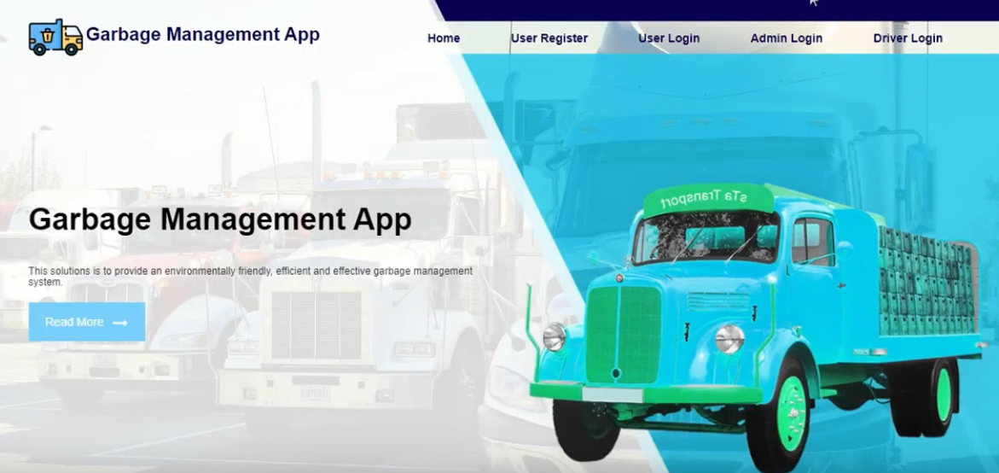 Garbage Management App
Home
User Register
User Login
Admin Login
Driver Login
Garbage Management App
This solutions is to provide an environmentally friendly, efficient and effective garbage management
system.
Read More
sTa Transport